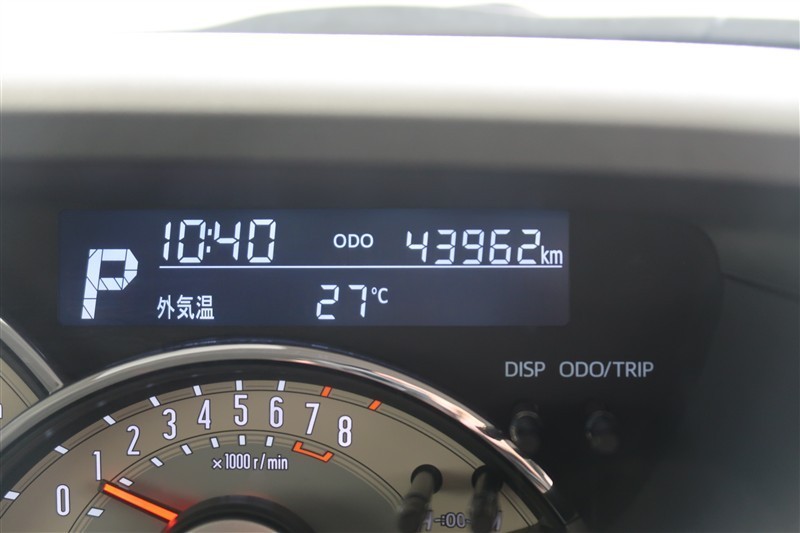 P
10:40 ODO 43962km
外気温 27℃
DISP ODO/TRIP
0 1 2 3 4 5 6 7 8
×1000 r/min